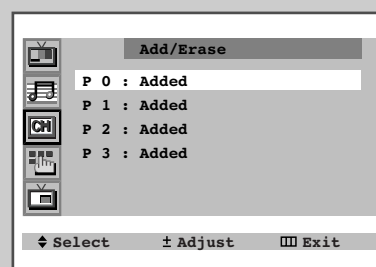 Add/Erase
P 0 : Added
P 1 : Added
CH
P 2 : Added
P 3 : Added
Select ± Adjust Exit